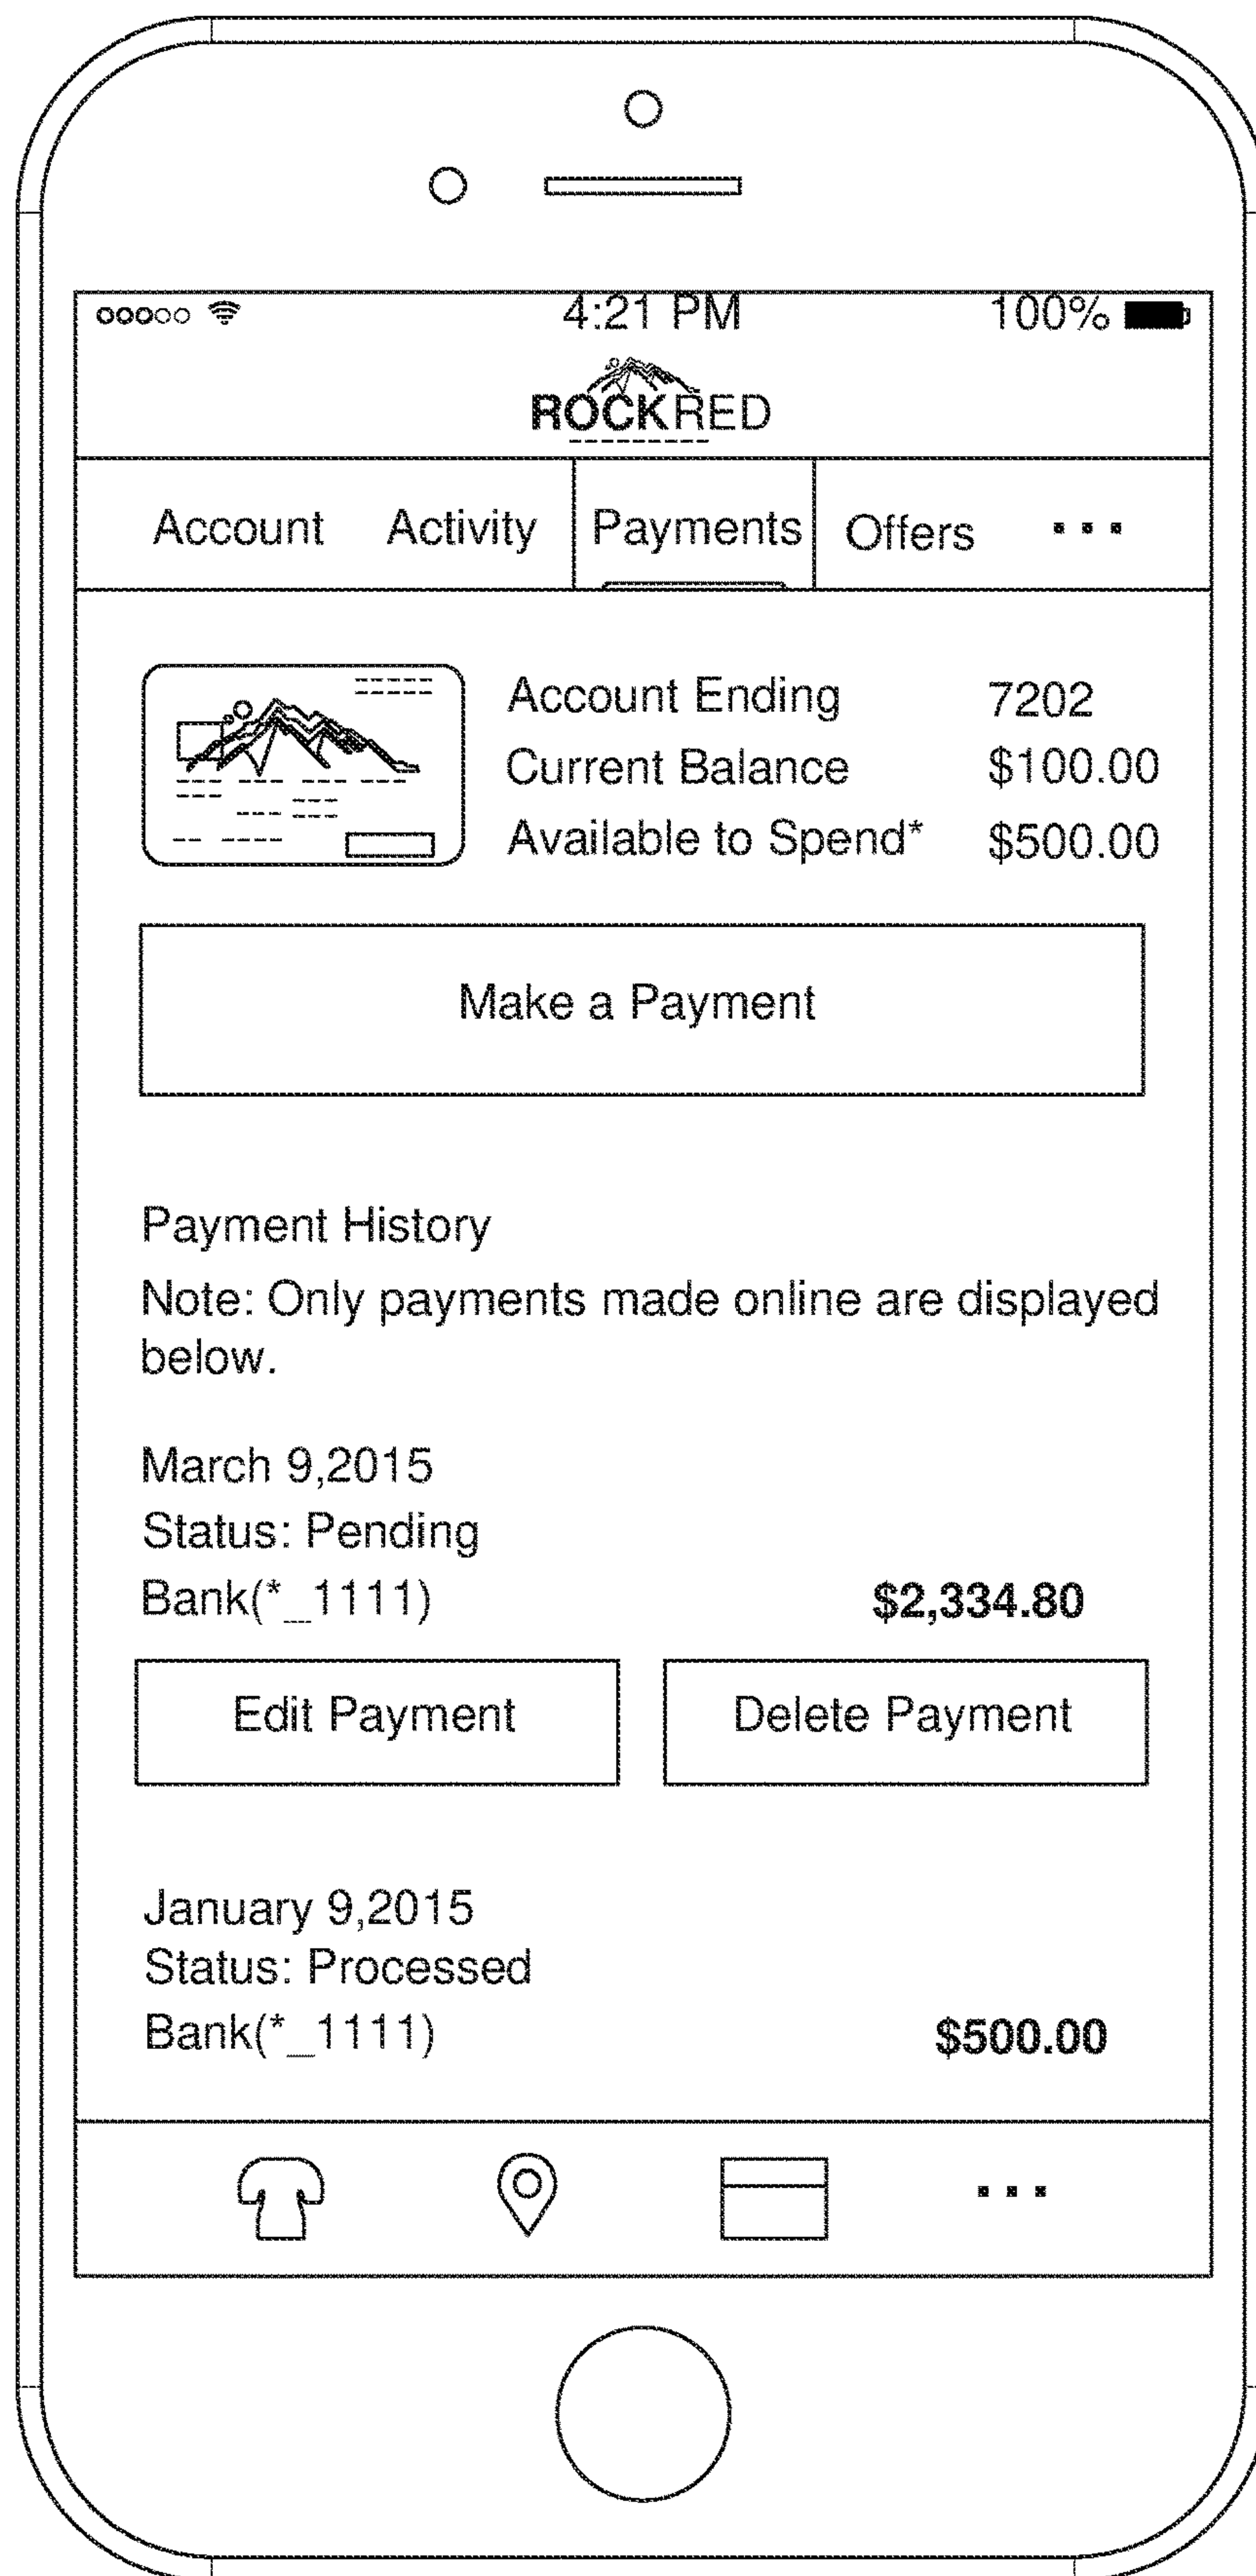 4:21 PM 100%
ROCKRED
Account Activity Payments Offers ...
Account Ending 7202
Current Balance $100.00
Available to Spend* $500.00
Make a Payment
Payment History
Note: Only payments made online are displayed
below.
March 9,2015
Status: Pending
Bank(*_1111) $2,334.80
Edit Payment Delete Payment
January 9,2015
Status: Processed
Bank(*_1111) $500.00
...